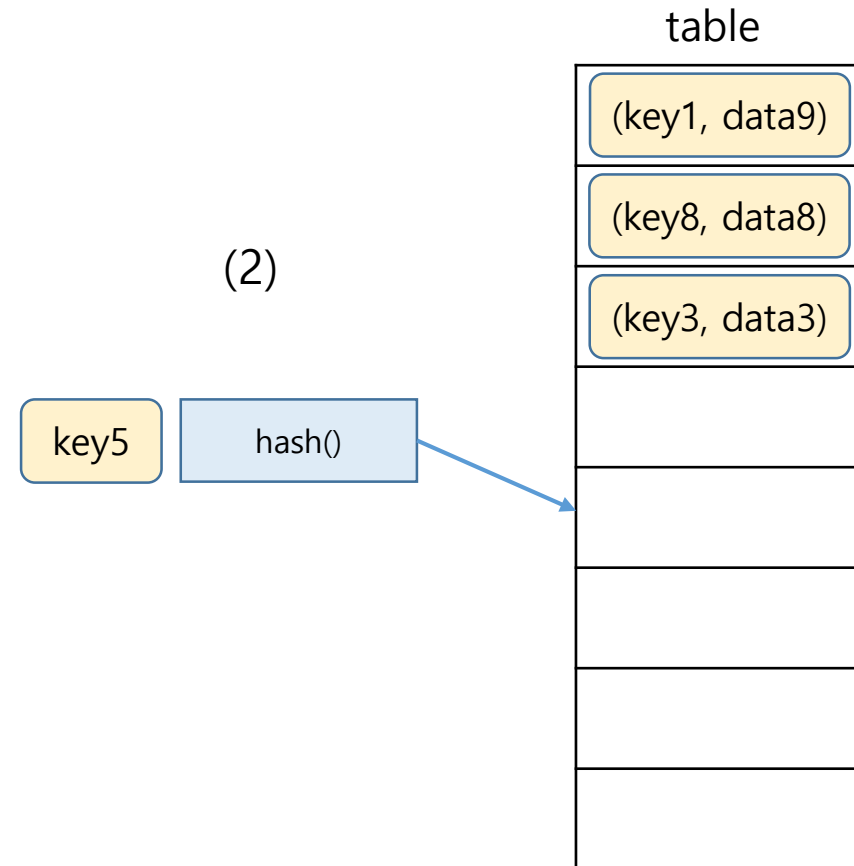 table
(key1, data9)
(key8, data8)
(2)
(key3, data3)
key5
hash()